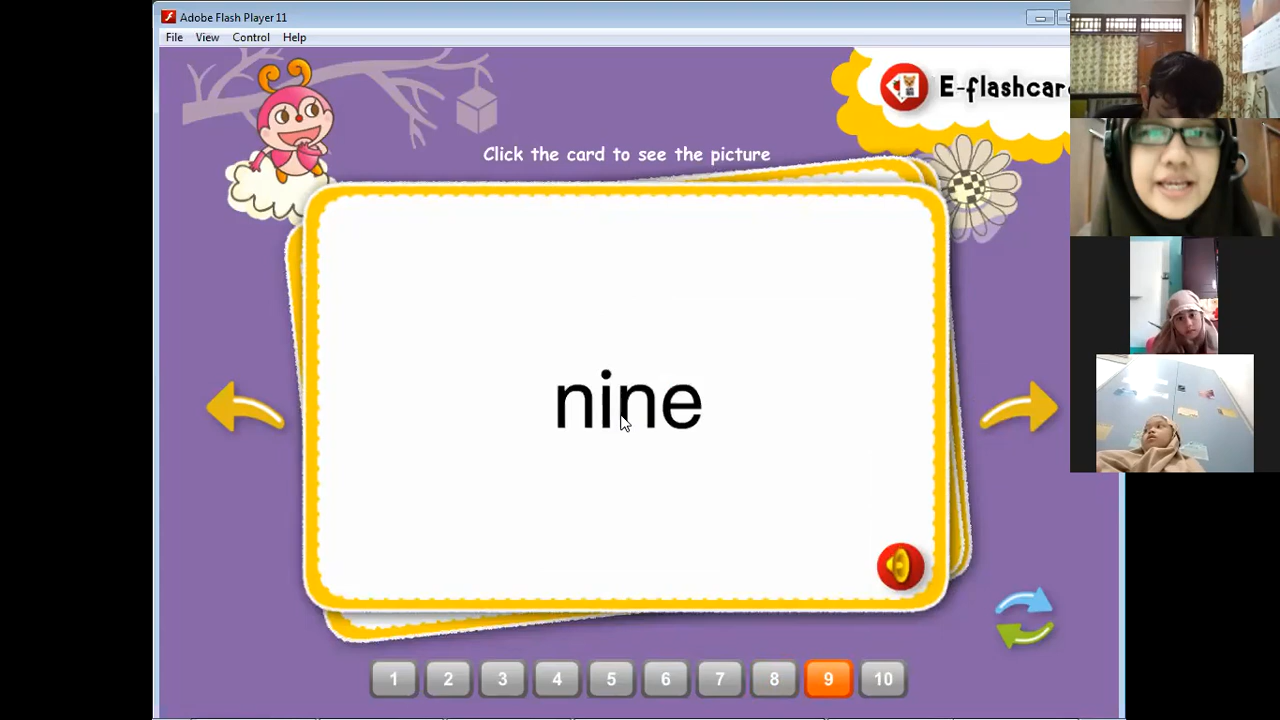 Adobe Flash Player 11
File View Control Help
E-flashcar
Click the card to see the picture
nine
1 2 3 4 5 6 7 8 9 10